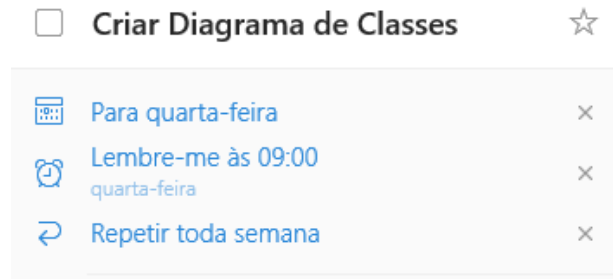 Criar Diagrama de Classes
Para quarta-feira
Lembre-me às 09:00
quarta-feira
Repetir toda semana